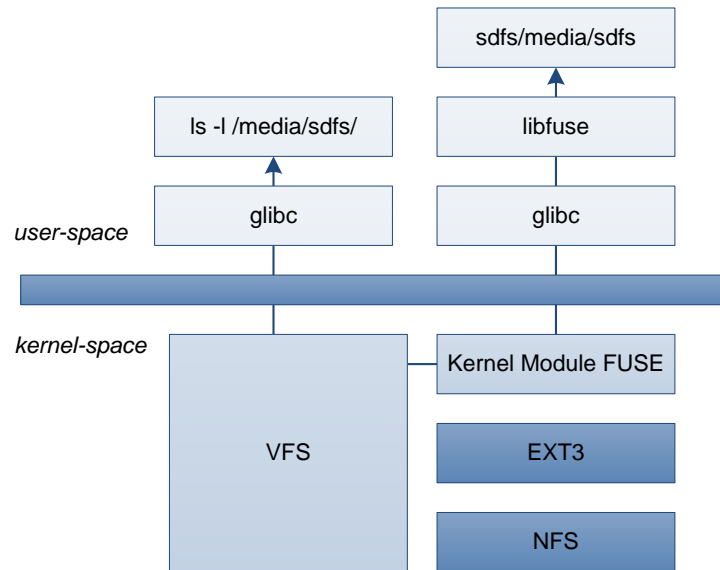 sdfs/media/sdfs
ls -l /media/sdfs/
libfuse
glibc
glibc
user-space
kernel-space
Kernel Module FUSE
VFS
EXT3
NFS